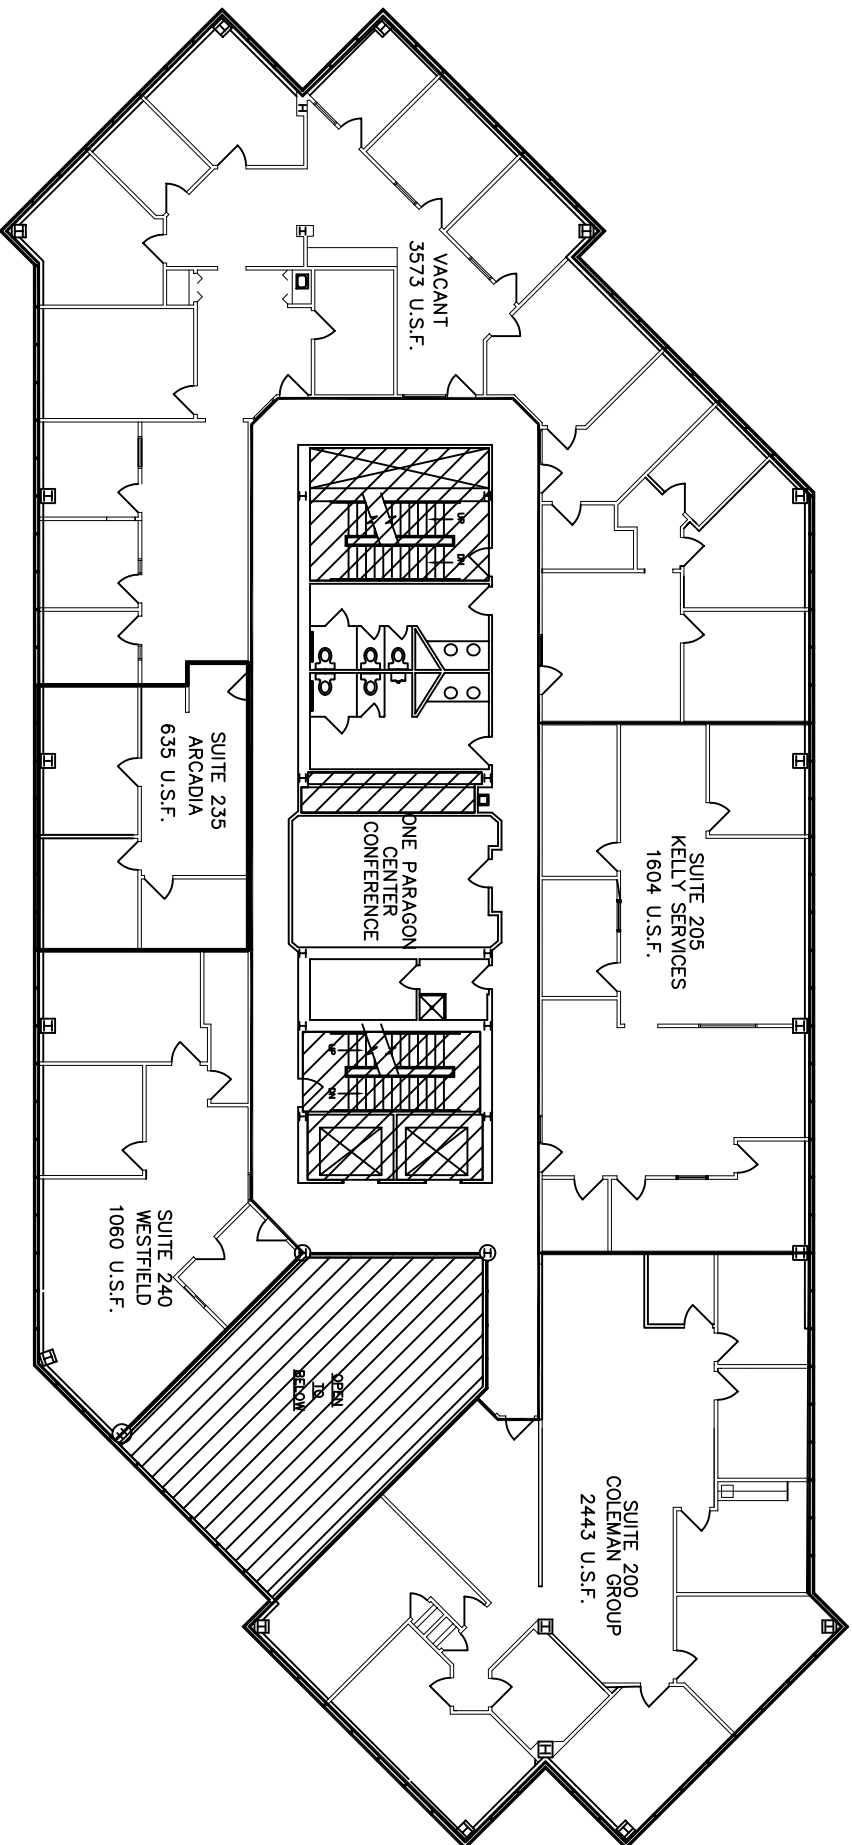 VACANT
3573 U.S.F.
UP
DN
SUITE 235
ARCADIA
635 U.S.F.
ONE PARAGON
CENTER
CONFERENCE
SUITE 205
KELLY SERVICES
1604 U.S.F.
UP
DN
SUITE 240
WESTFIELD
1060 U.S.F.
OPEN
TO
BELOW
SUITE 200
COLEMAN GROUP
2443 U.S.F.